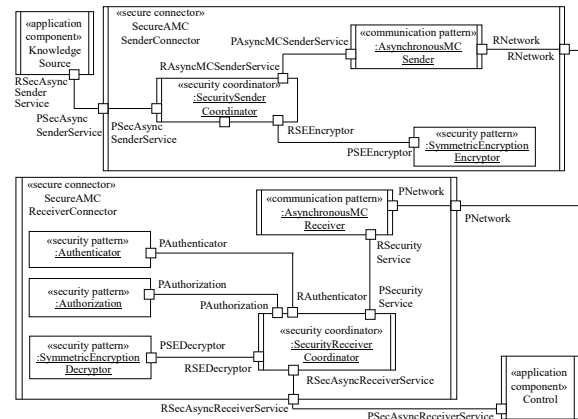 «application
component»
Knowledge
Source
RSecAsync
Sender
Service
PSecAsync
SenderService
«secure connector»
SecureAMC
SenderConnector
PSecAsync
SenderService
RAsyncMCSenderService
«security coordinator»
:SecuritySender
Coordinator
PAsyncMCSenderService
«communication pattern»
:AsynchronousMC
Sender
RNetwork
RNetwork
RSEEncryptor
PSEEncryptor
«security pattern»
:SymmetricEncryption
Encryptor
«secure connector»
SecureAMC
ReceiverConnector
«communication pattern»
:AsynchronousMC
Receiver
PNetwork
PNetwork
RSecurity
Service
PSecurity
Service
«security pattern»
:Authenticator
PAuthenticator
«security pattern»
:Authorization
PAuthorization
PAuthorization
RAuthenticator
«security pattern»
:SymmetricEncryption
Decryptor
PSEDecryptor
RSEDecryptor
«security coordinator»
:SecurityReceiver
Coordinator
RSecAsyncReceiverService
RSecAsyncReceiverService
PSecAsyncReceiverService
«application
component»
Control